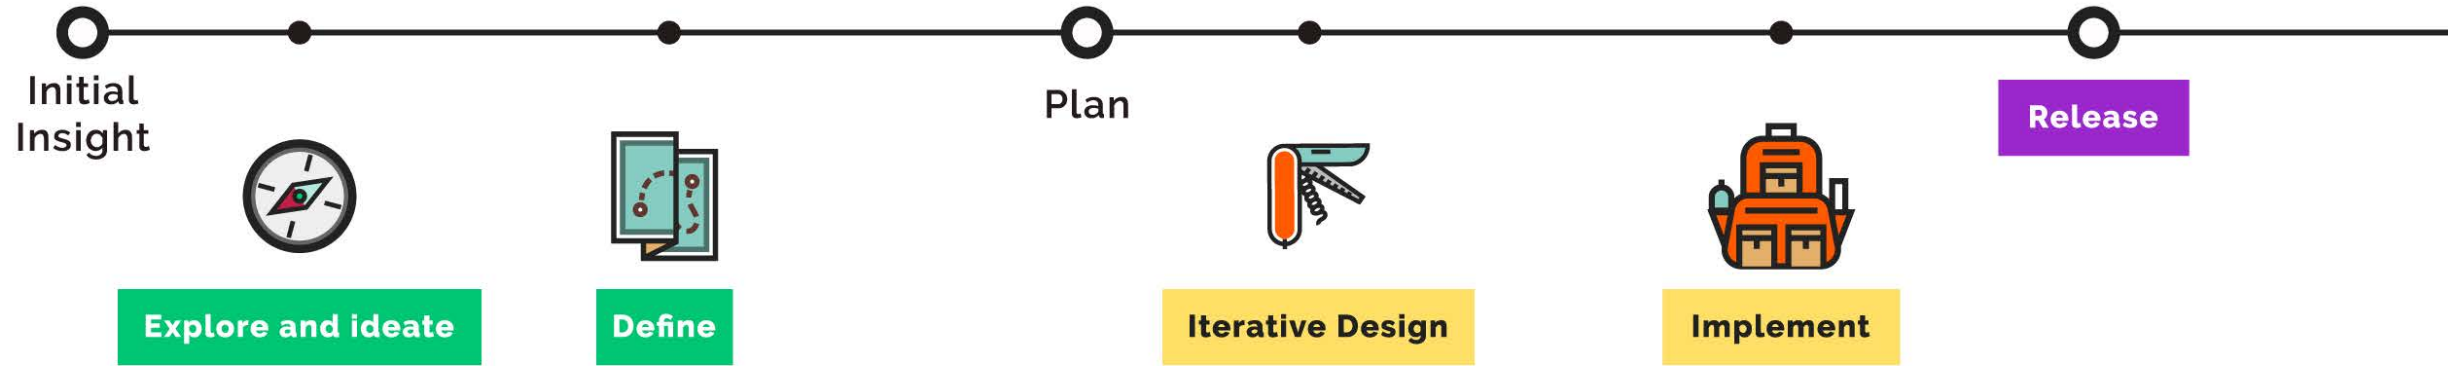 Initial
Insight
Plan
Release
Explore and ideate
Define
Iterative Design
Implement